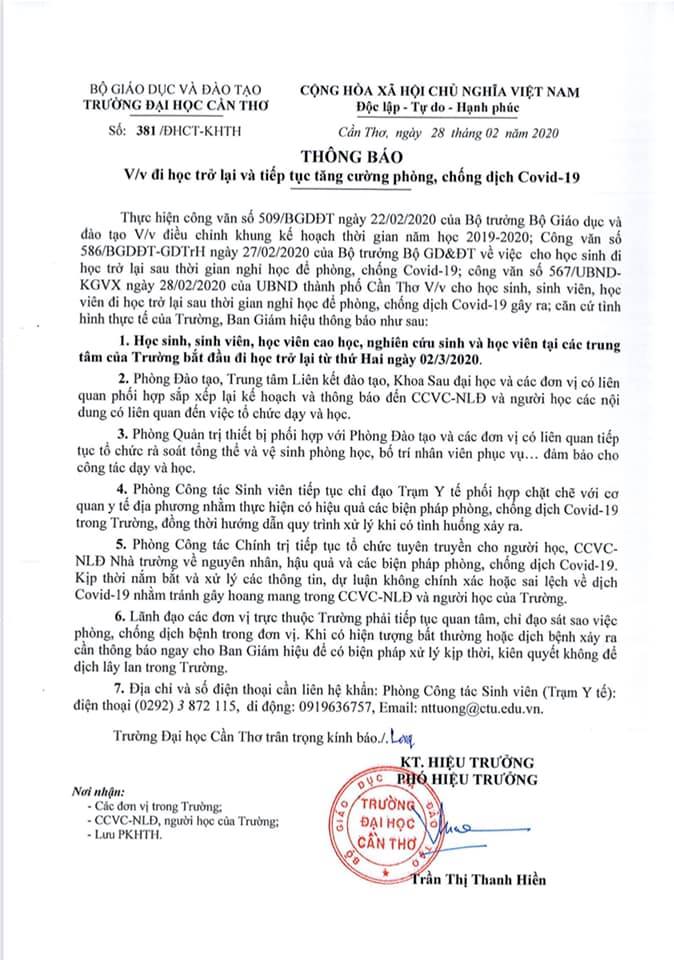 BỘ GIÁO DỤC VÀ ĐÀO TẠO
TRƯỜNG ĐẠI HỌC CẦN THƠ
Số: 381 /ĐHCT-KHTH
CỘNG HÒA XÃ HỘI CHỦ NGHĨA VIỆT NAM
Độc lập - Tự do - Hạnh phúc
Cần Thơ, ngày 28 tháng 02 năm 2020
THÔNG BÁO
V/v đi học trở lại và tiếp tục tăng cường phòng, chống dịch Covid-19
Thực hiện công văn số 509/BGDĐT ngày 22/02/2020 của Bộ trưởng Bộ Giáo dục và
đào tạo V/v điều chỉnh khung kế hoạch thời gian năm học 2019-2020; Công văn số
586/BGDĐT-GDTrH ngày 27/02/2020 của Bộ trưởng Bộ GD&ĐT về việc cho học sinh đi
học trở lại sau thời gian nghỉ học để phòng, chống Covid-19; công văn số 567/UBND-
KGVX ngày 28/02/2020 của UBND thành phố Cần Thơ V/v cho học sinh, sinh viên, học
viên đi học trở lại sau thời gian nghỉ học để phòng, chống dịch Covid-19 gây ra; căn cứ tình
hình thực tế của Trường, Ban Giám hiệu thông báo như sau:
1. Học sinh, sinh viên, học viên cao học, nghiên cứu sinh và học viên tại các trung
tâm của Trường bắt đầu đi học trở lại từ thứ Hai ngày 02/3/2020.
2. Phòng Đào tạo, Trung tâm Liên kết đào tạo, Khoa Sau đại học và các đơn vị có liên
quan phối hợp sắp xếp lại kế hoạch và thông báo đến CCVC-NLĐ và người học các nội
dung có liên quan đến việc tổ chức dạy và học.
3. Phòng Quản trị thiết bị phối hợp với Phòng Đào tạo và các đơn vị có liên quan tiếp
tục tổ chức rà soát tổng thể và vệ sinh phòng học, bố trí nhân viên phục vụ… đảm bảo cho
công tác dạy và học.
4. Phòng Công tác Sinh viên tiếp tục chỉ đạo Trạm Y tế phối hợp chặt chẽ với cơ
quan y tế địa phương nhằm thực hiện có hiệu quả các biện pháp phòng, chống dịch Covid-19
trong Trường, đồng thời hướng dẫn quy trình xử lý khi có tình huống xảy ra.
5. Phòng Công tác Chính trị tiếp tục tổ chức tuyên truyền cho người học, CCVC-
NLĐ Nhà trường về nguyên nhân, hậu quả và các biện pháp phòng, chống dịch Covid-19.
Kịp thời nắm bắt và xử lý các thông tin, dư luận không chính xác hoặc sai lệch về dịch
Covid-19 nhằm tránh gây hoang mang trong CCVC-NLĐ và người học của Trường.
6. Lãnh đạo các đơn vị trực thuộc Trường phải tiếp tục quan tâm, chỉ đạo sát sao việc
phòng, chống dịch bệnh trong đơn vị. Khi có hiện tượng bất thường hoặc dịch bệnh xảy ra
cần thông báo ngay cho Ban Giám hiệu để có biện pháp xử lý kịp thời, kiên quyết không để
dịch lây lan trong Trường.
7. Địa chỉ và số điện thoại cần liên hệ khẩn: Phòng Công tác Sinh viên (Trạm Y tế):
điện thoại (0292) 3 872 115, di động: 0919636757, Email: nttuong@ctu.edu.vn.
Trường Đại học Cần Thơ trân trọng kính báo./.
KT. HIỆU TRƯỞNG
PHÓ HIỆU TRƯỞNG
Nơi nhận:
- Các đơn vị trong Trường;
- CCVC-NLĐ, người học của Trường;
- Lưu PKHTH.
BỘ GIÁO DỤC VÀ ĐÀO TẠO
TRƯỜNG
ĐẠI HỌC
CẦN THƠ
Trần Thị Thanh Hiền